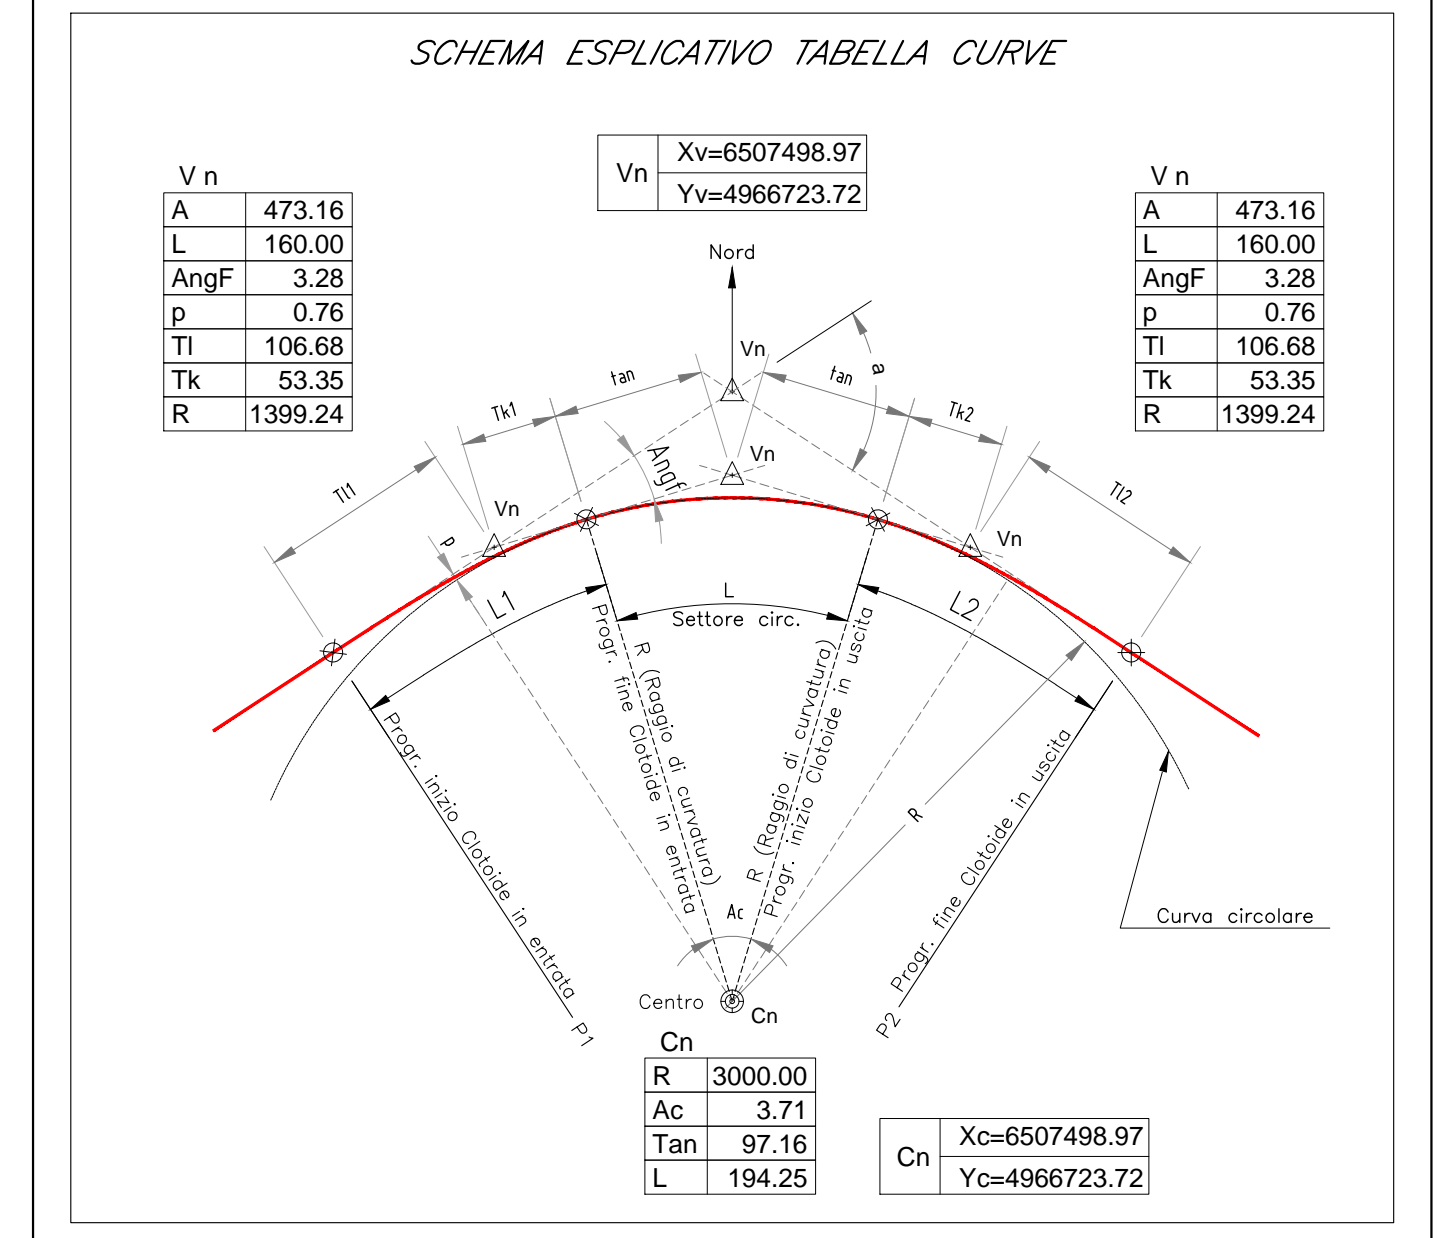 SCHEMA ESPLICATIVO TABELLA CURVE
Vn Xv=6507498.97
Yv=4966723.72
V n
A 473.16
L 160.00
AngF 3.28
p 0.76
Tl 106.68
Tk 53.35
R 1399.24
V n
A 473.16
L 160.00
AngF 3.28
p 0.76
Tl 106.68
Tk 53.35
R 1399.24
Nord
Vn
a
tan
tan
Tk1
Tk2
Vn
Angf
Tl1
Tl2
Vn
Vn
p
L1
L
Settore circ.
L2
R (Raggio di curvatura)
Progr. fine Clotoide in entrata
R (Raggio di curvatura)
Progr. inizio Clotoide in uscita
Progr. inizio Clotoide in entrata
P1
P2
Progr. fine Clotoide in uscita
R
Curva circolare
Ac
Centro
Cn
Cn
R 3000.00
Ac 3.71
Tan 97.16
L 194.25
Cn Xc=6507498.97
Yc=4966723.72